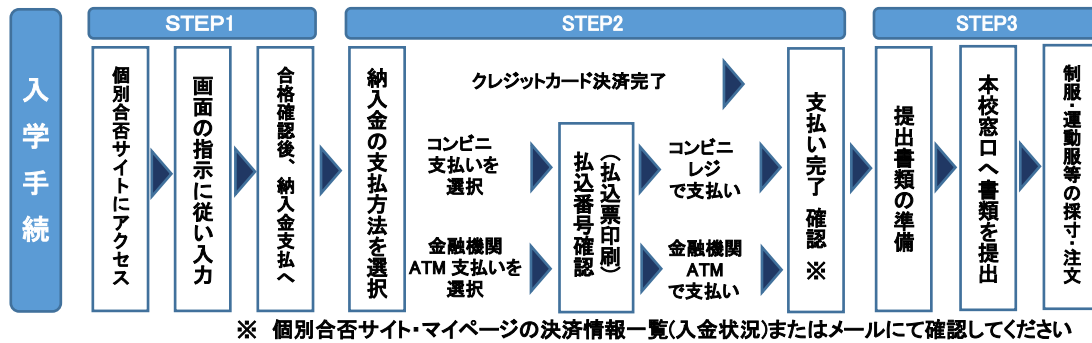 入学手続
STEP1
個別合否サイトにアクセス
画面の指示に従い入力
合格確認後、納入金支払へ
STEP2
納入金の支払方法を選択
クレジットカード決済完了
コンビニ
支払いを
選択
金融機関
ATM 支払いを
選択
払込番号確認
(払込票印刷)
コンビニ
レジ
で支払い
金融機関
ATM
で支払い
支払い完了 確認 ※
STEP3
提出書類の準備
本校窓口へ書類を提出
制服・運動服等の採寸・注文
※ 個別合否サイト・マイページの決済情報一覧(入金状況)またはメールにて確認してください